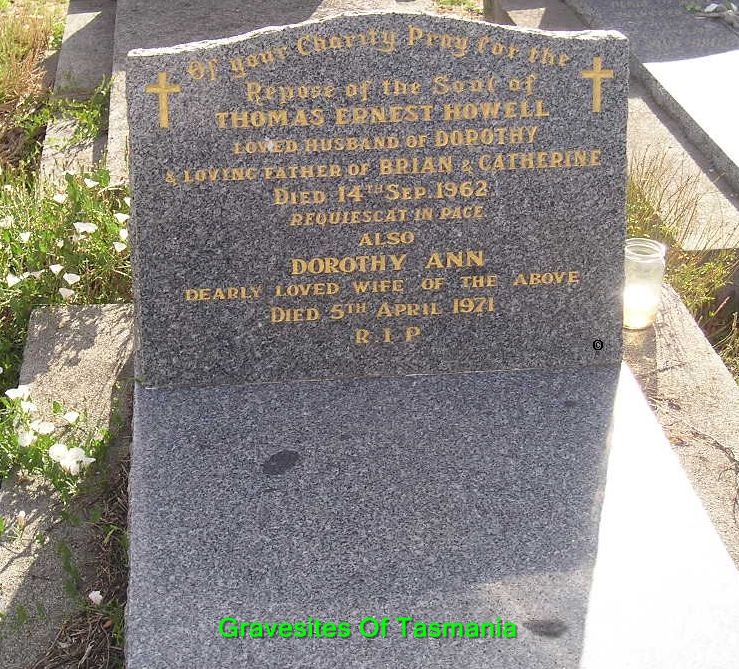 Of your Charity Pray for the
Repose of the Soul of
THOMAS ERNEST HOWELL
LOVED HUSBAND OF DOROTHY
& LOVING FATHER OF BRIAN & CATHERINE
DIED 14TH SEP. 1962
REQUIESCAT IN PACE
ALSO
DOROTHY ANN
DEARLY LOVED WIFE OF THE ABOVE
DIED 5TH APRIL 1971
R.I.P
Gravesites Of Tasmania